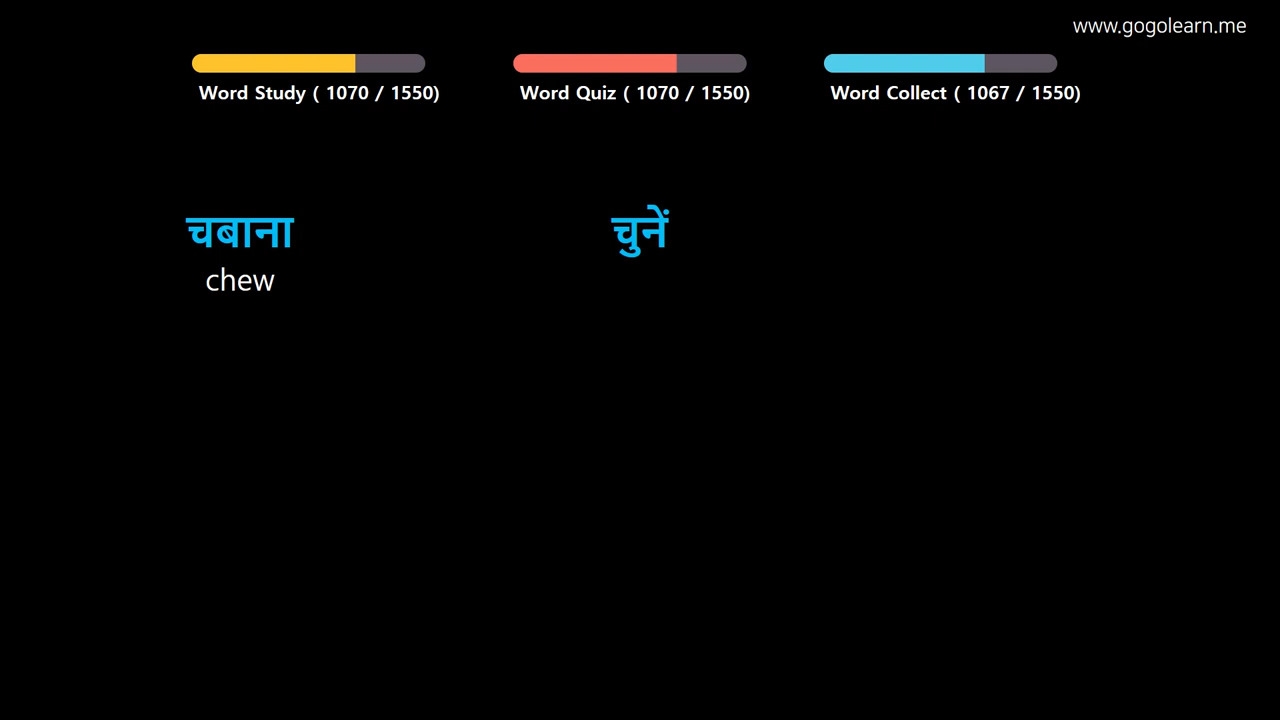 www.gogolearn.me
Word Study ( 1070 / 1550)
Word Quiz ( 1070 / 1550)
Word Collect ( 1067 / 1550)
चबाना
chew
चुनें